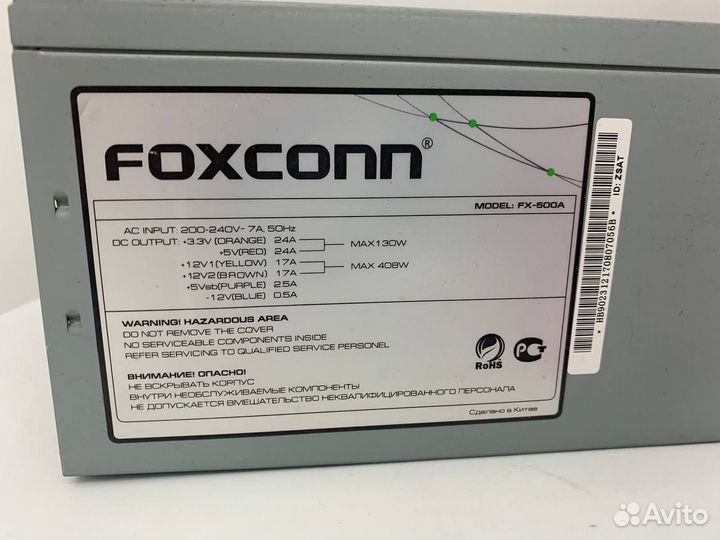 FOXCONN®
MODEL: FX-500A
AC INPUT: 200-240V~7A, 50Hz
DC OUTPUT: +3.3V (ORANGE) 24A
+5V(RED) 24A
MAX130W
+12V1(YELLOW) 17A
+12V2(BROWN) 17A
MAX 408W
+5Vsb(PURPLE) 2.5A
-12V(BLUE) 0.5A
WARNING! HAZARDOUS AREA
DO NOT REMOVE THE COVER
NO SERVICEABLE COMPONENTS INSIDE
REFER SERVICING TO QUALIFIED SERVICE PERSONEL
ВНИМАНИЕ! ОПАСНО!
НЕ ВСКРЫВАТЬ КОРПУС
ВНУТРИ НЕОБСЛУЖИВАЕМЫЕ КОМПОНЕНТЫ
НЕ ДОПУСКАЕТСЯ ВМЕШАТЕЛЬСТВО НЕКВАЛИФИЦИРОВАННОГО ПЕРСОНАЛА
RoHS
РСТ
Сделано в Китае
* HB902312170807056B *
ID: ZSAT
Avito